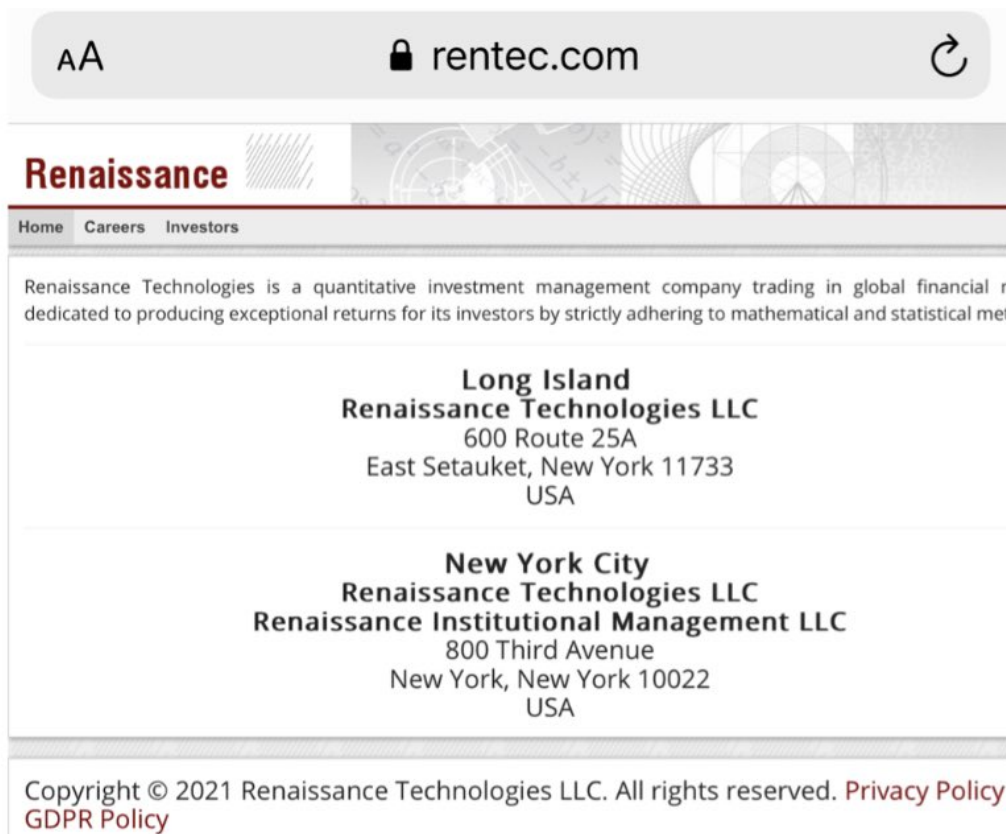 AA rentec.com
Renaissance
Home Careers Investors
Renaissance Technologies is a quantitative investment management company trading in global financial
dedicated to producing exceptional returns for its investors by strictly adhering to mathematical and statistical
Long Island
Renaissance Technologies LLC
600 Route 25A
East Setauket, New York 11733
USA
New York City
Renaissance Technologies LLC
Renaissance Institutional Management LLC
800 Third Avenue
New York, New York 10022
USA
Copyright © 2021 Renaissance Technologies LLC. All rights reserved. Privacy Policy
GDPR Policy